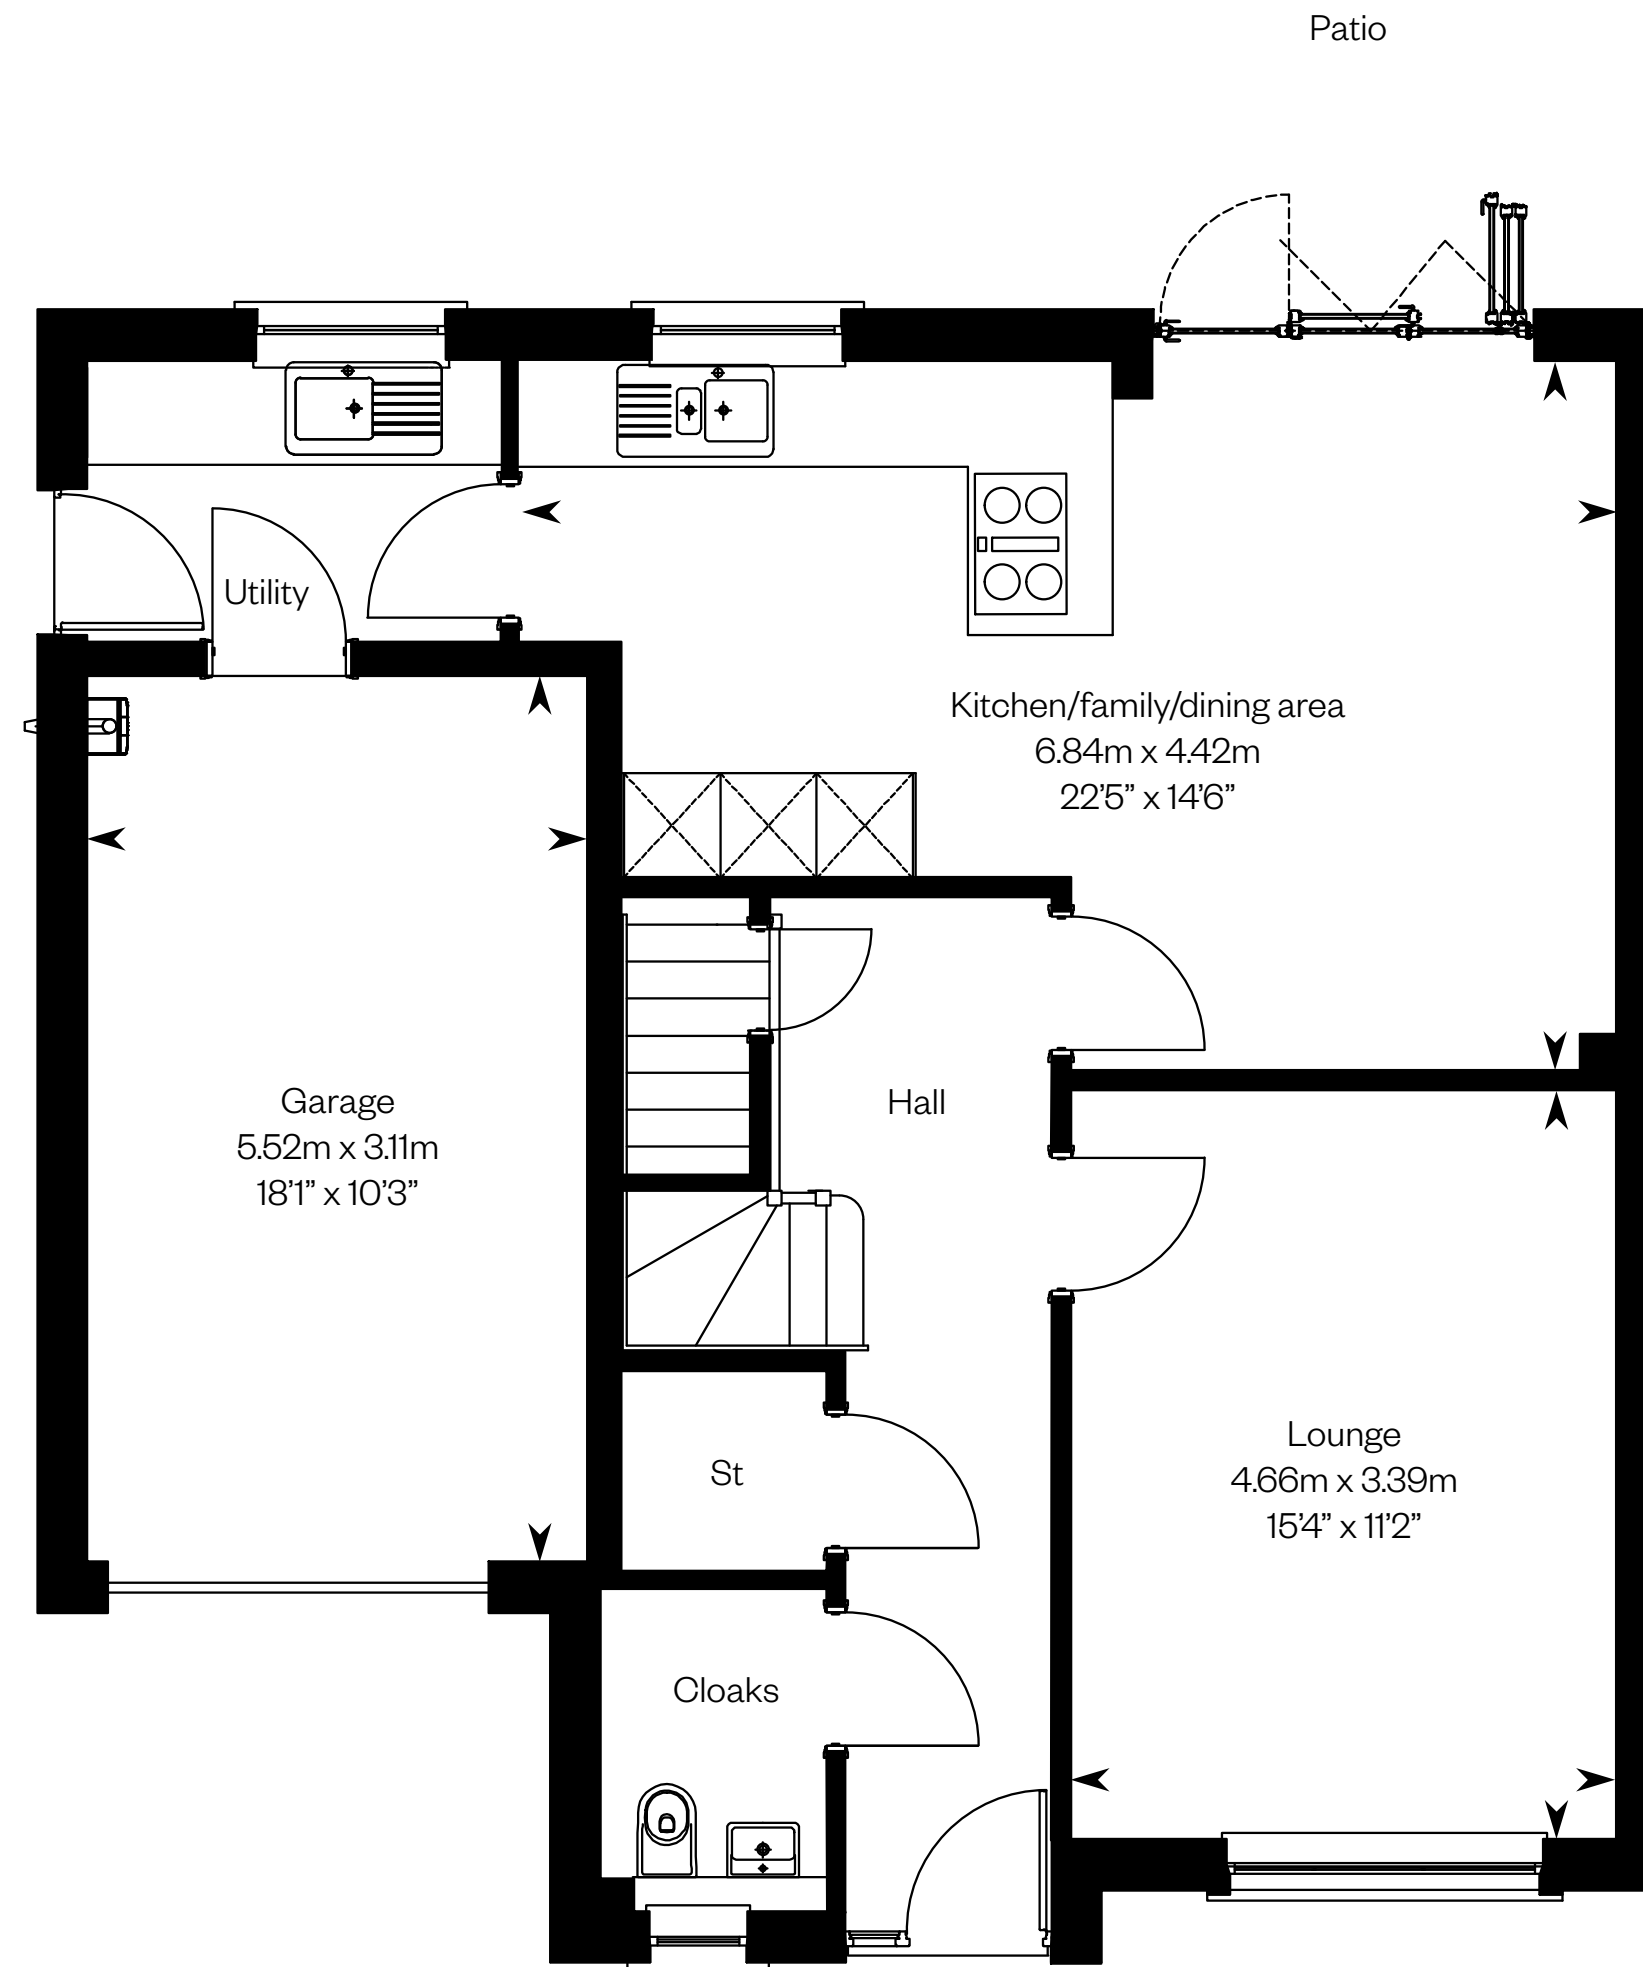 Patio
Utility
Kitchen/family/dining area
6.84m x 4.42m
22’5” x 14’6”
Garage
5.52m x 3.11m
18’1” x 10’3”
Hall
Lounge
4.66m x 3.39m
15’4” x 11’2”
St
Cloaks